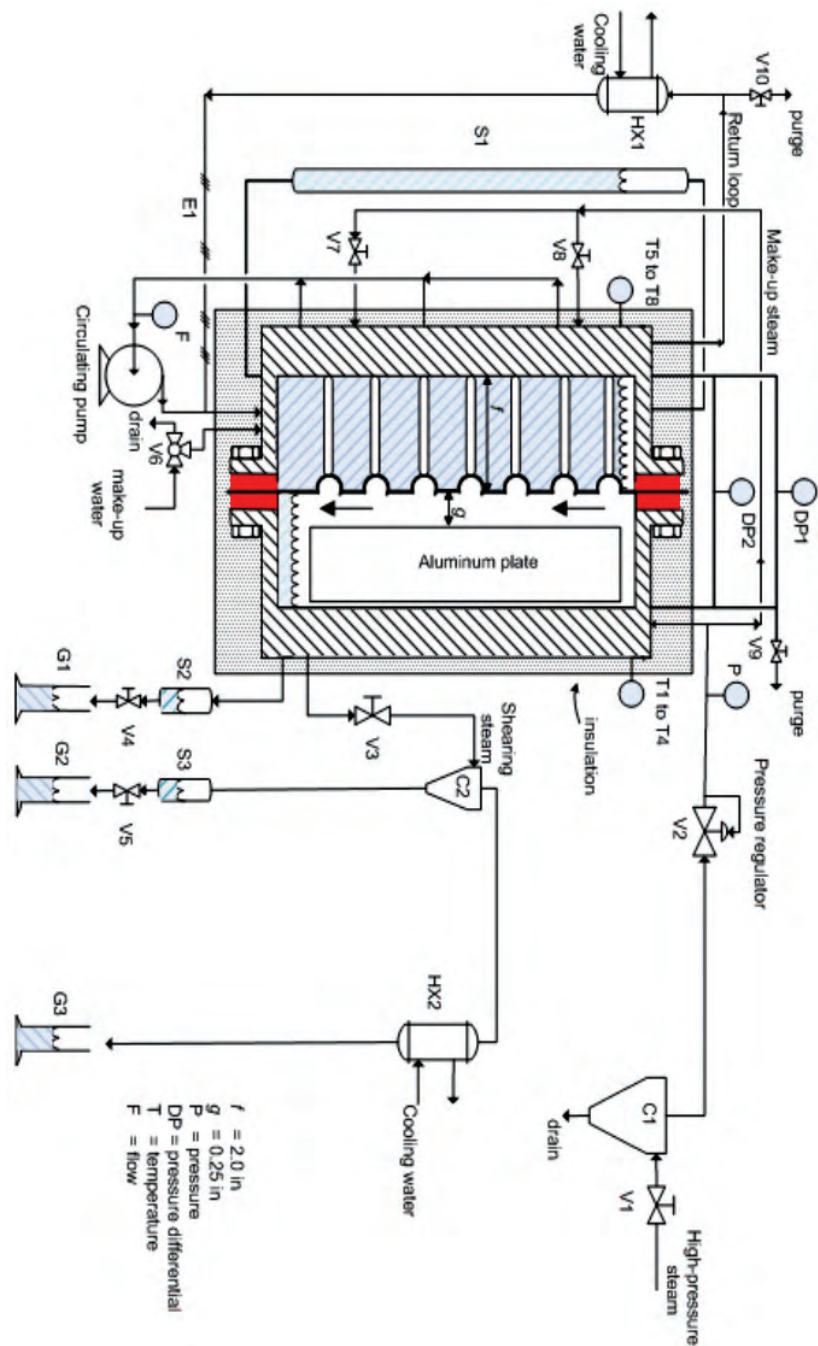 purge
V10
Cooling
water
HX1
Return loop
S1
Make-up steam
E1
V7
V8
T5 to T8
Circulating pump
F
drain
V6
make-up
water
f
g
Aluminum plate
DP1
DP2
V9
purge
P
T1 to T4
insulation
Pressure regulator
V2
Shearing
steam
V3
C2
G1
V4
S2
G2
V5
S3
G3
HX2
Cooling water
C1
drain
V1
High-pressure
steam
f = 2.0 in
g = 0.25 in
P = pressure
DP = pressure differential
T = temperature
F = flow